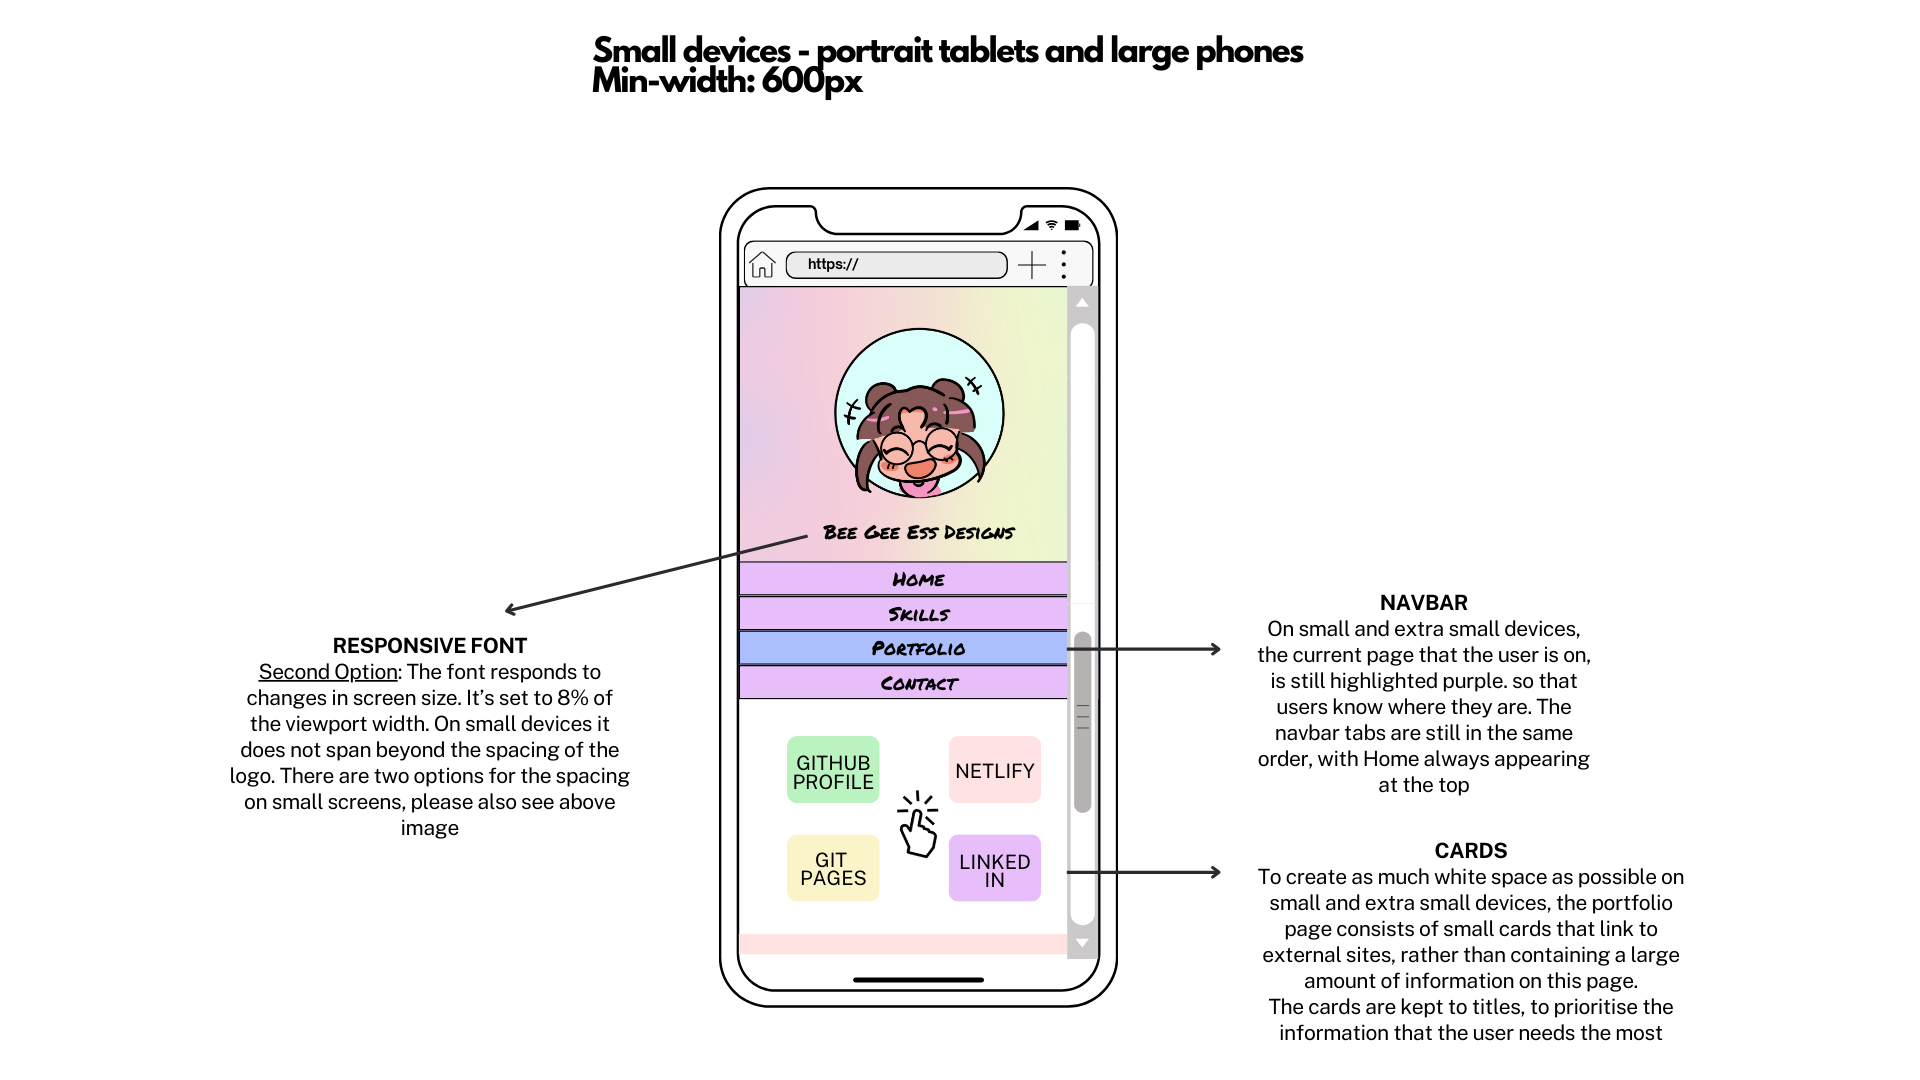 Small devices - portrait tablets and large phones
Min-width: 600px
https://
Bee Gee Ess Designs
Home
Skills
Portfolio
Contact
GITHUB
PROFILE
NETLIFY
GIT
PAGES
LINKED
IN
RESPONSIVE FONT
Second Option: The font responds to
changes in screen size. It’s set to 8% of
the viewport width. On small devices it
does not span beyond the spacing of the
logo. There are two options for the spacing
on small screens, please also see above
image
NAVBAR
On small and extra small devices,
the current page that the user is on,
is still highlighted purple. so that
users know where they are. The
navbar tabs are still in the same
order, with Home always appearing
at the top
CARDS
To create as much white space as possible on
small and extra small devices, the portfolio
page consists of small cards that link to
external sites, rather than containing a large
amount of information on this page.
The cards are kept to titles, to prioritise the
information that the user needs the most